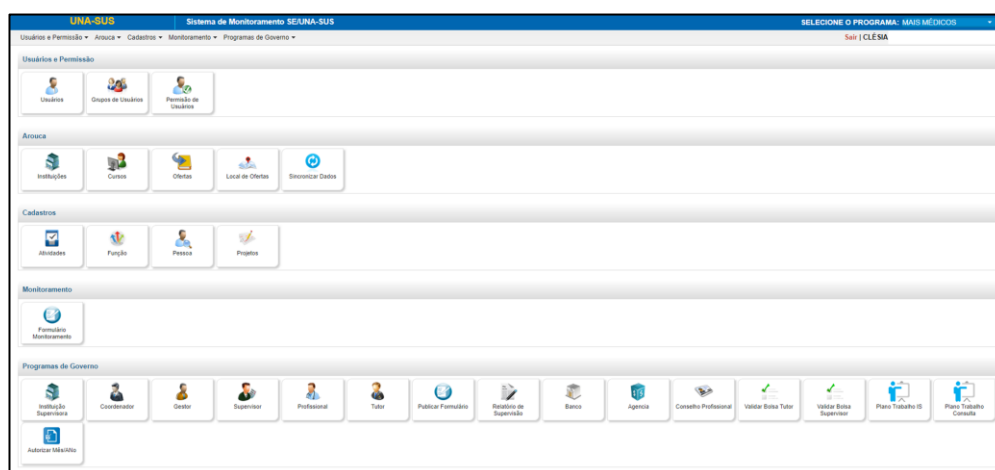 UNA-SUS Sistema de Monitoramento SE/UNA-SUS SELECIONE O PROGRAMA: MAIS MÉDICOS
Usuários e Permissão Arouca Cadastros Monitoramento Programas de Governo Sair | CLÉSIA
Usuários e Permissão
Usuários Grupos de Usuários Permissão de Usuários
Arouca
Instituições Cursos Ofertas Local de Ofertas Sincronizar Dados
Cadastros
Atividades Função Pessoa Projetos
Monitoramento
Formulário Monitoramento
Programas de Governo
Instituição Supervisora Coordenador Gestor Supervisor Profissional Tutor Publicar Formulário Relatório de Supervisão Banco Agencia Conselho Profissional Validar Bolsa Tutor Validar Bolsa Supervisor Plano Trabalho IS Plano Trabalho Consulta
Autorizar Mês/ANo